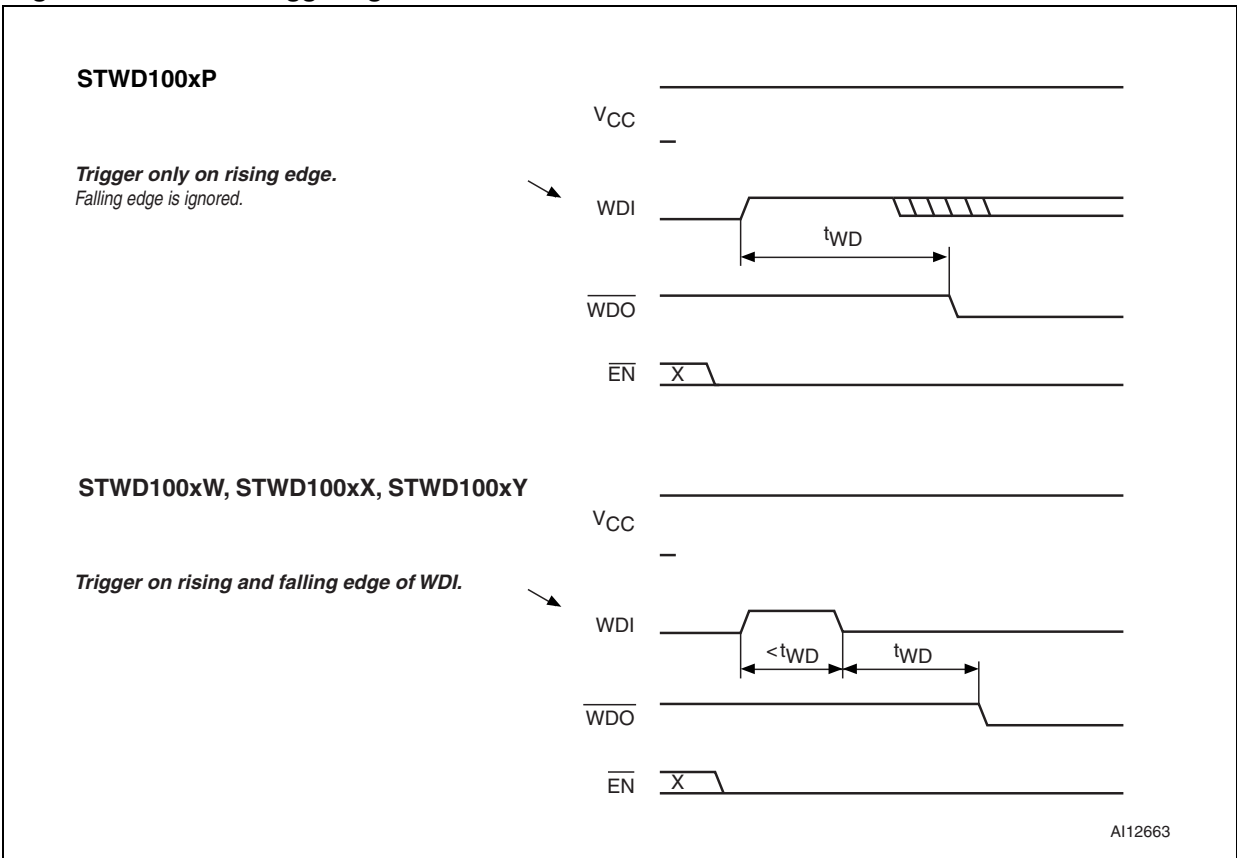 STWD100xP
VCC
Trigger only on rising edge.
Falling edge is ignored.
WDI
tWD
WDO
EN
X
STWD100xW, STWD100xX, STWD100xY
VCC
Trigger on rising and falling edge of WDI.
WDI
<tWD
tWD
WDO
EN
X
AI12663